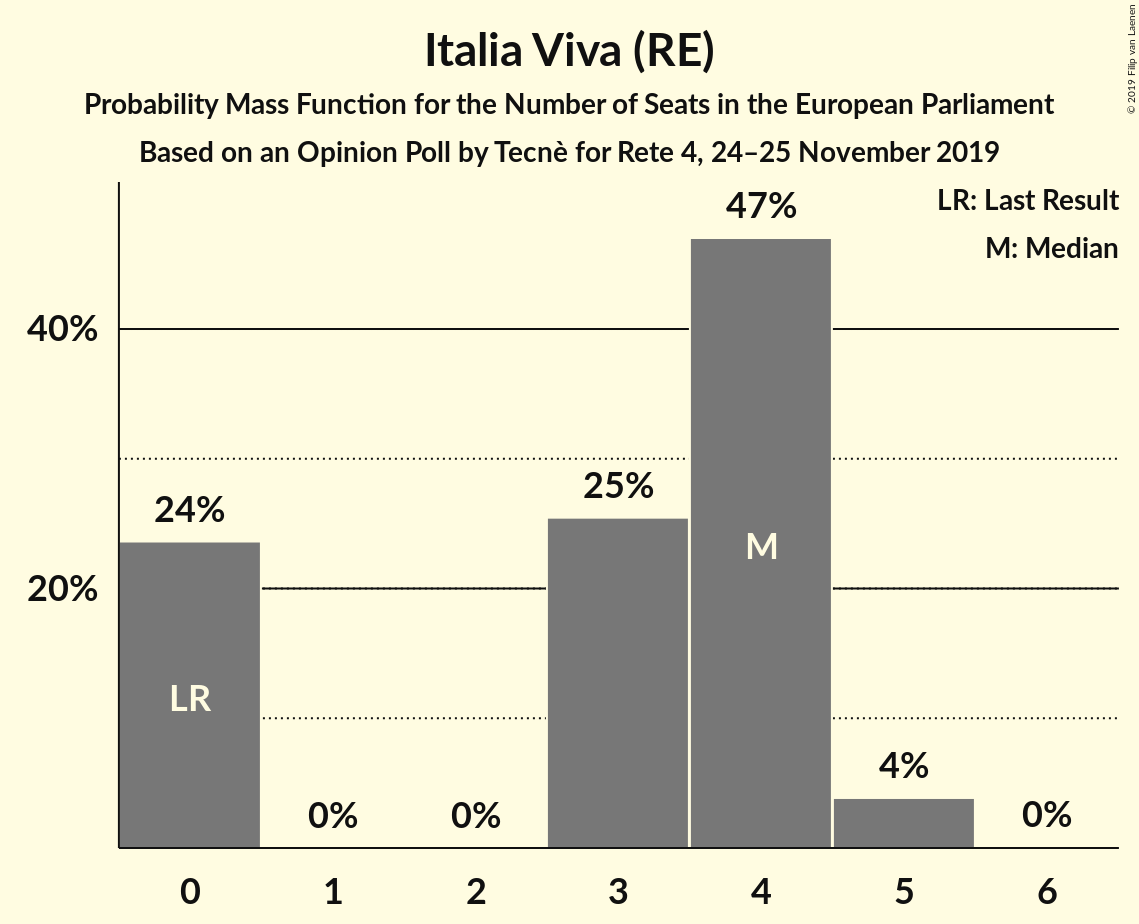 Italia Viva (RE)
Probability Mass Function for the Number of Seats in the European Parliament
Based on an Opinion Poll by Tecnè for Rete 4, 24–25 November 2019
© 2019 Filip van Laenen
LR: Last Result
M: Median
47%
40%
25%
24%
M
20%
LR
4%
0%
0%
0%
0 1 2 3 4 5 6